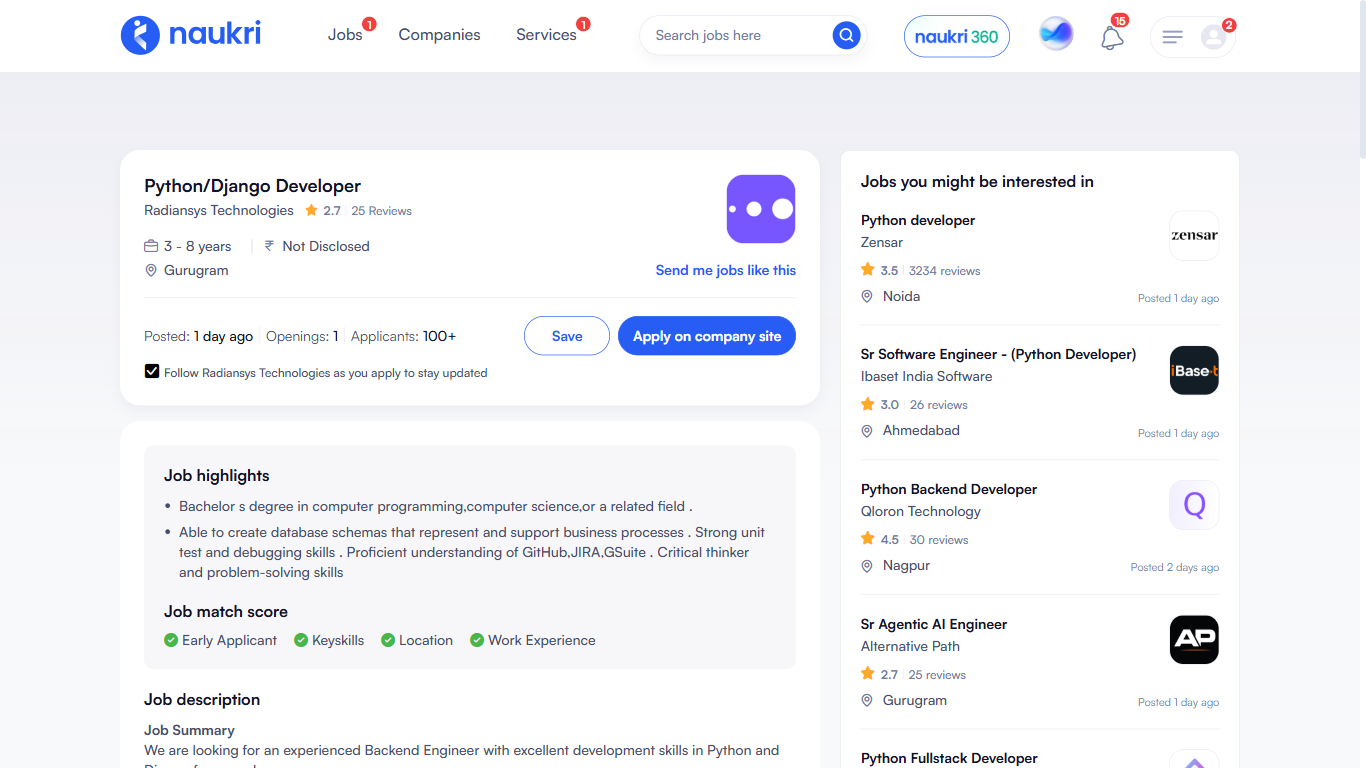 naukri
Jobs 1
Companies
Services 1
Search jobs here
naukri 360
15
2
Python/Django Developer
Radiansys Technologies 2.7 25 Reviews
3 - 8 years ₹ Not Disclosed
Gurugram
Send me jobs like this
Posted: 1 day ago Openings: 1 Applicants: 100+
Save
Apply on company site
Follow Radiansys Technologies as you apply to stay updated
Job highlights
• Bachelor s degree in computer programming,computer science,or a related field .
• Able to create database schemas that represent and support business processes . Strong unit
test and debugging skills . Proficient understanding of GitHub,JIRA,GSuite . Critical thinker
and problem-solving skills
Job match score
Early Applicant Keyskills Location Work Experience
Job description
Job Summary
We are looking for an experienced Backend Engineer with excellent development skills in Python and
Jobs you might be interested in
Python developer
Zensar
zensar
3.5 3234 reviews
Noida
Posted 1 day ago
Sr Software Engineer - (Python Developer)
Ibaset India Software
iBase-t
3.0 26 reviews
Ahmedabad
Posted 1 day ago
Python Backend Developer
Qloron Technology
Q
4.5 30 reviews
Nagpur
Posted 2 days ago
Sr Agentic AI Engineer
Alternative Path
AP
2.7 25 reviews
Gurugram
Posted 1 day ago
Python Fullstack Developer